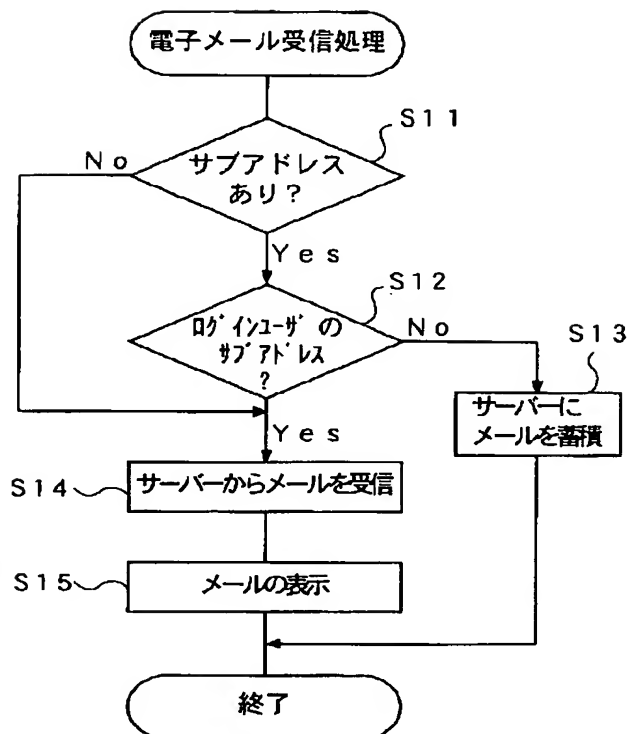 電子メール受信処理
S11
No
サブアドレス
あり?
Yes
S12
ログインユーザの
サブアドレス
?
No
S13
サーバーに
メールを蓄積
Yes
S14
サーバーからメールを受信
S15
メールの表示
終了